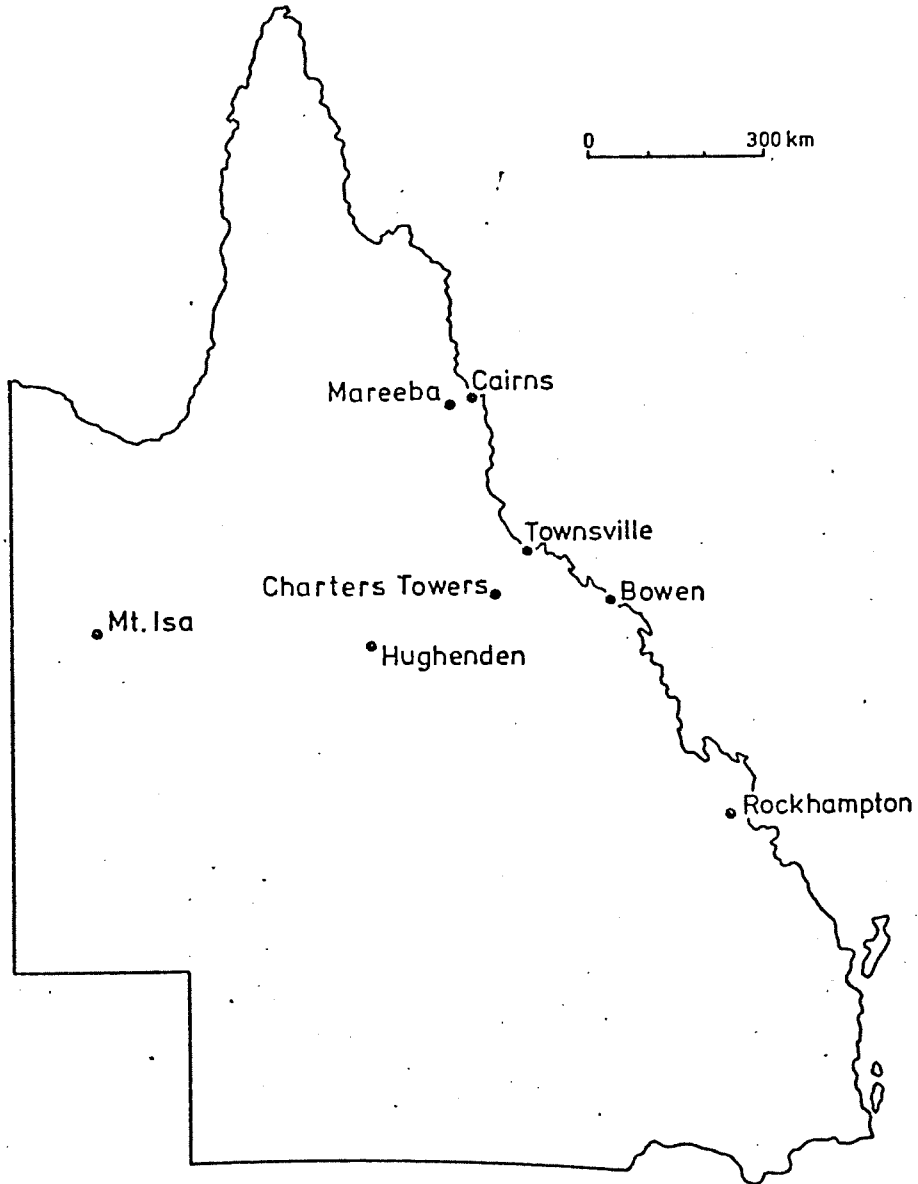 0 300 km
Mareeba Cairns
Townsville
Charters Towers Bowen
Mt. Isa
Hughenden
Rockhampton